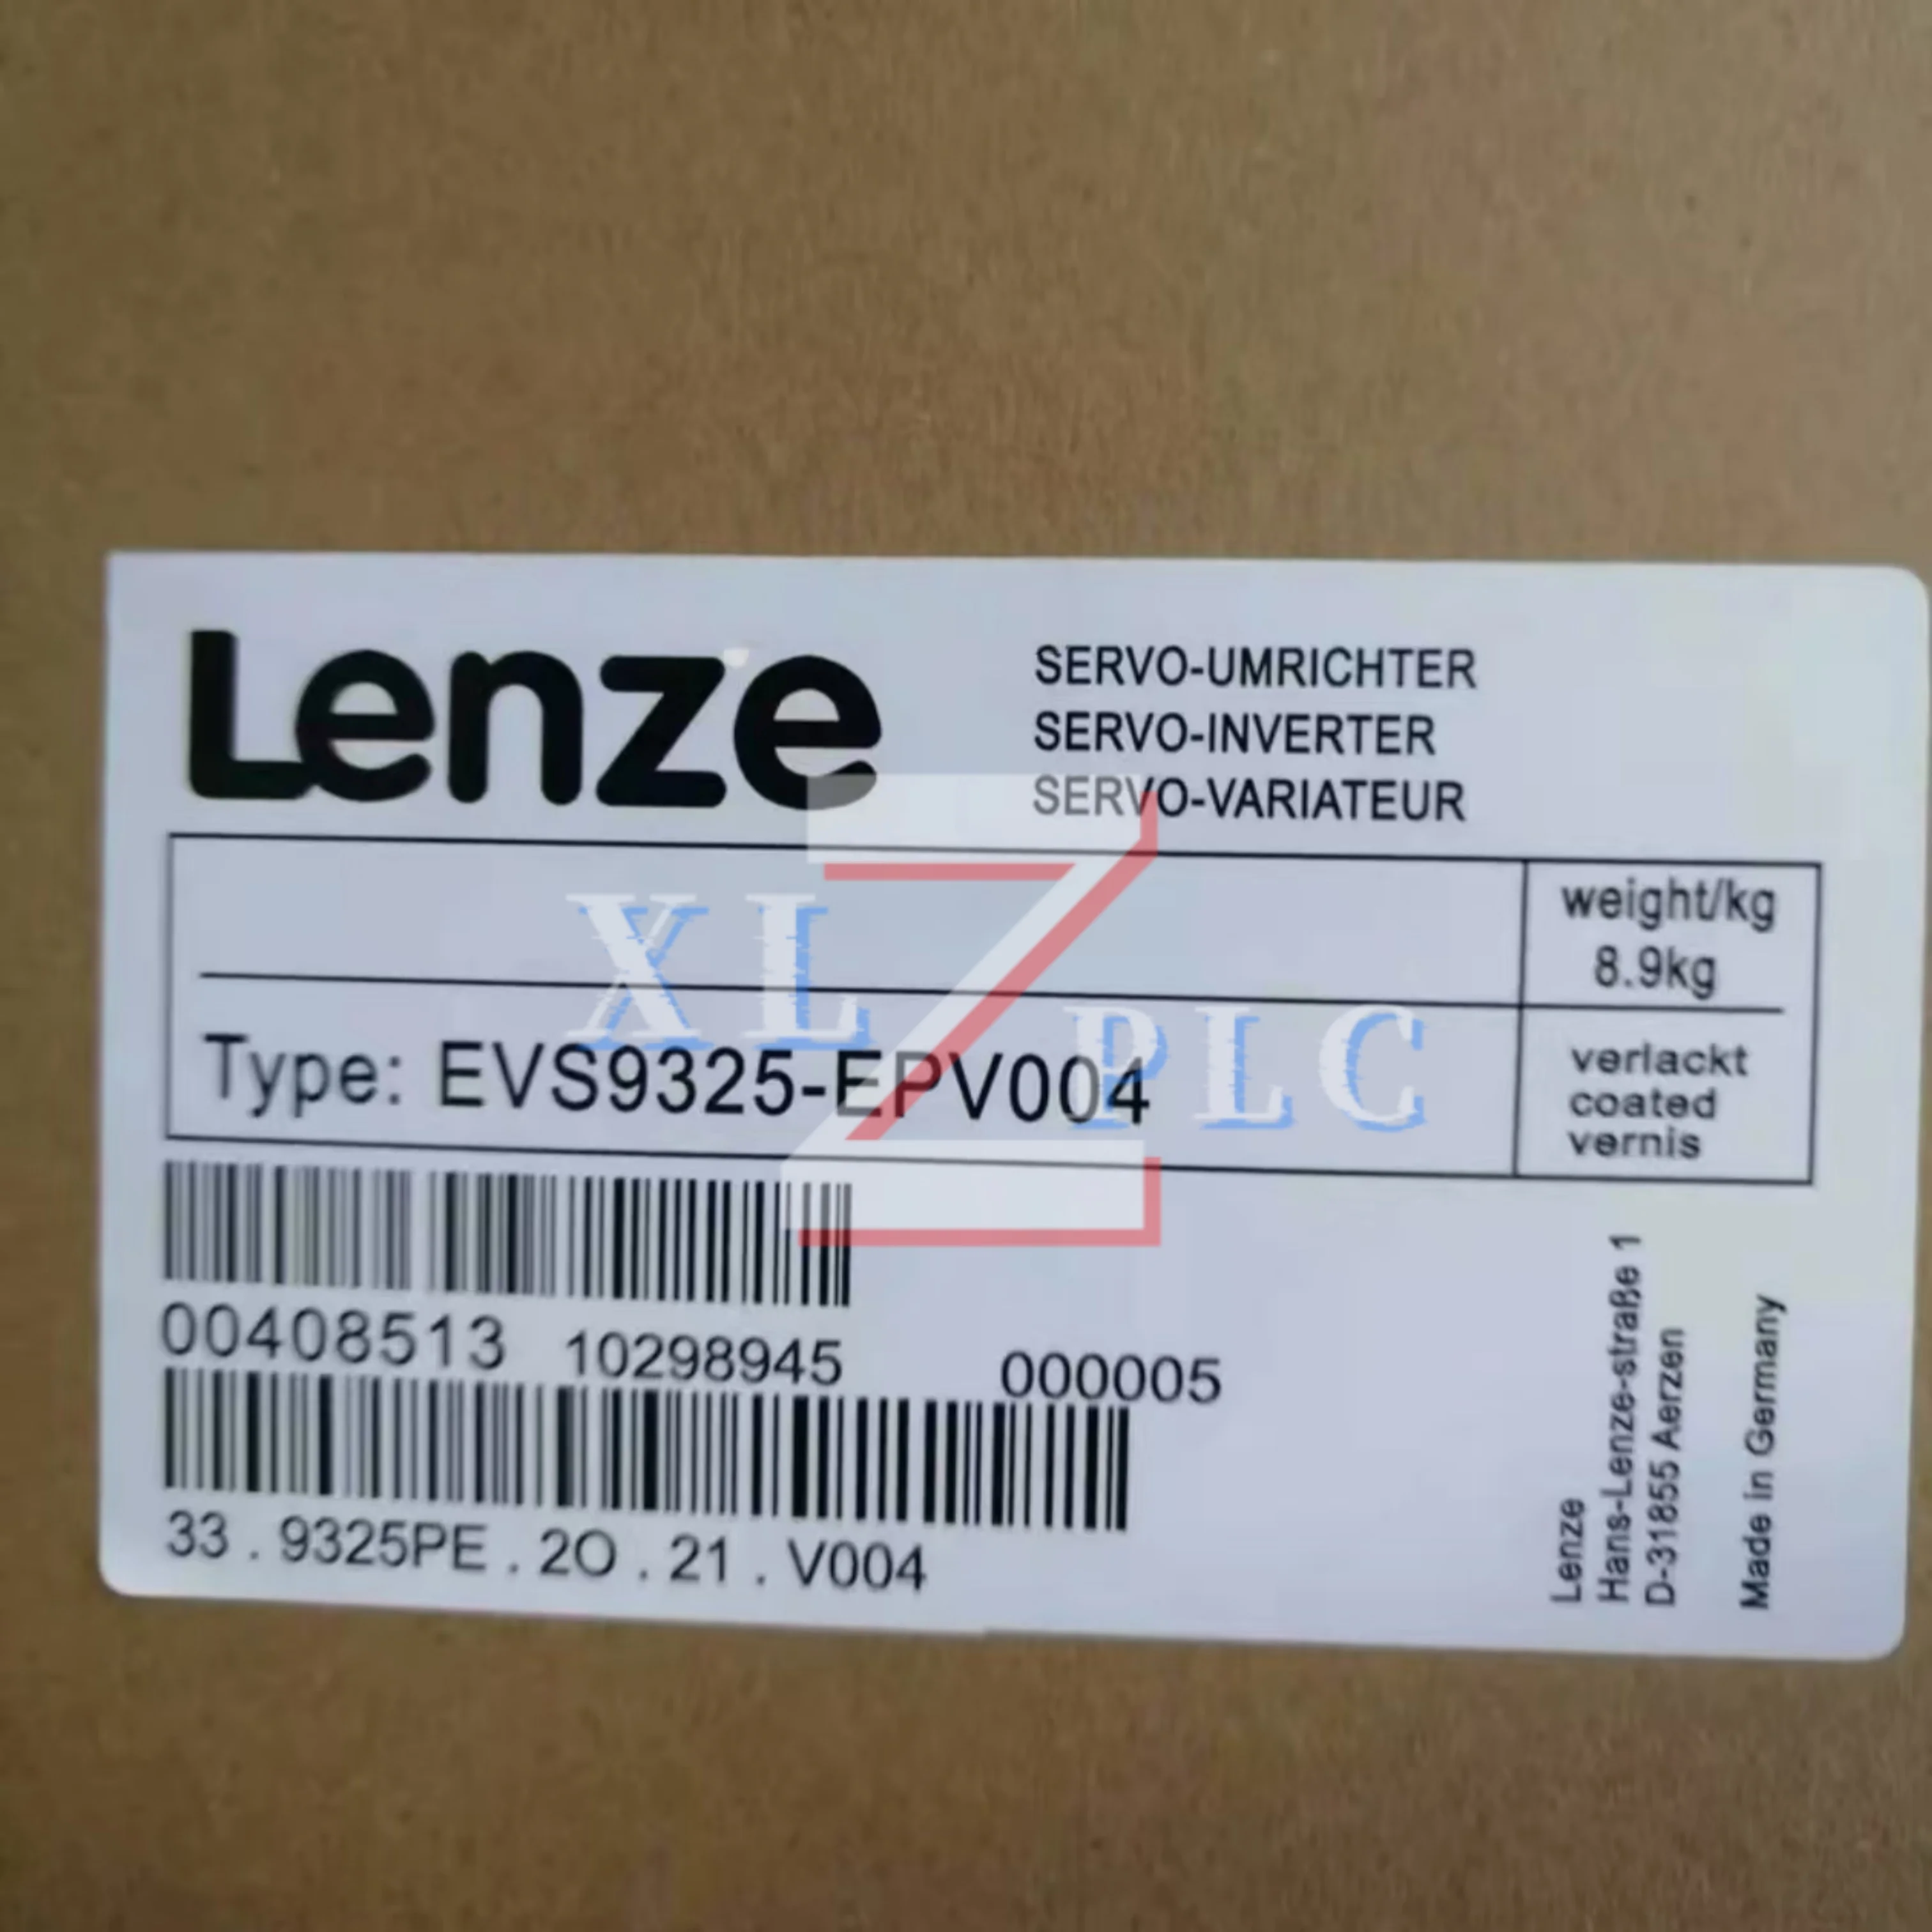 Lenze
SERVO-UMRICHTER
SERVO-INVERTER
SERVO-VARIATEUR
weight/kg
8.9kg
XL Z PLC
Type: EVS9325-EPV004
verlackt
coated
vernis
00408513 10298945 000005
33 . 9325PE . 2O . 21 . V004
Lenze
Hans-Lenze-straße 1
D-31855 Aerzen
Made in Germany